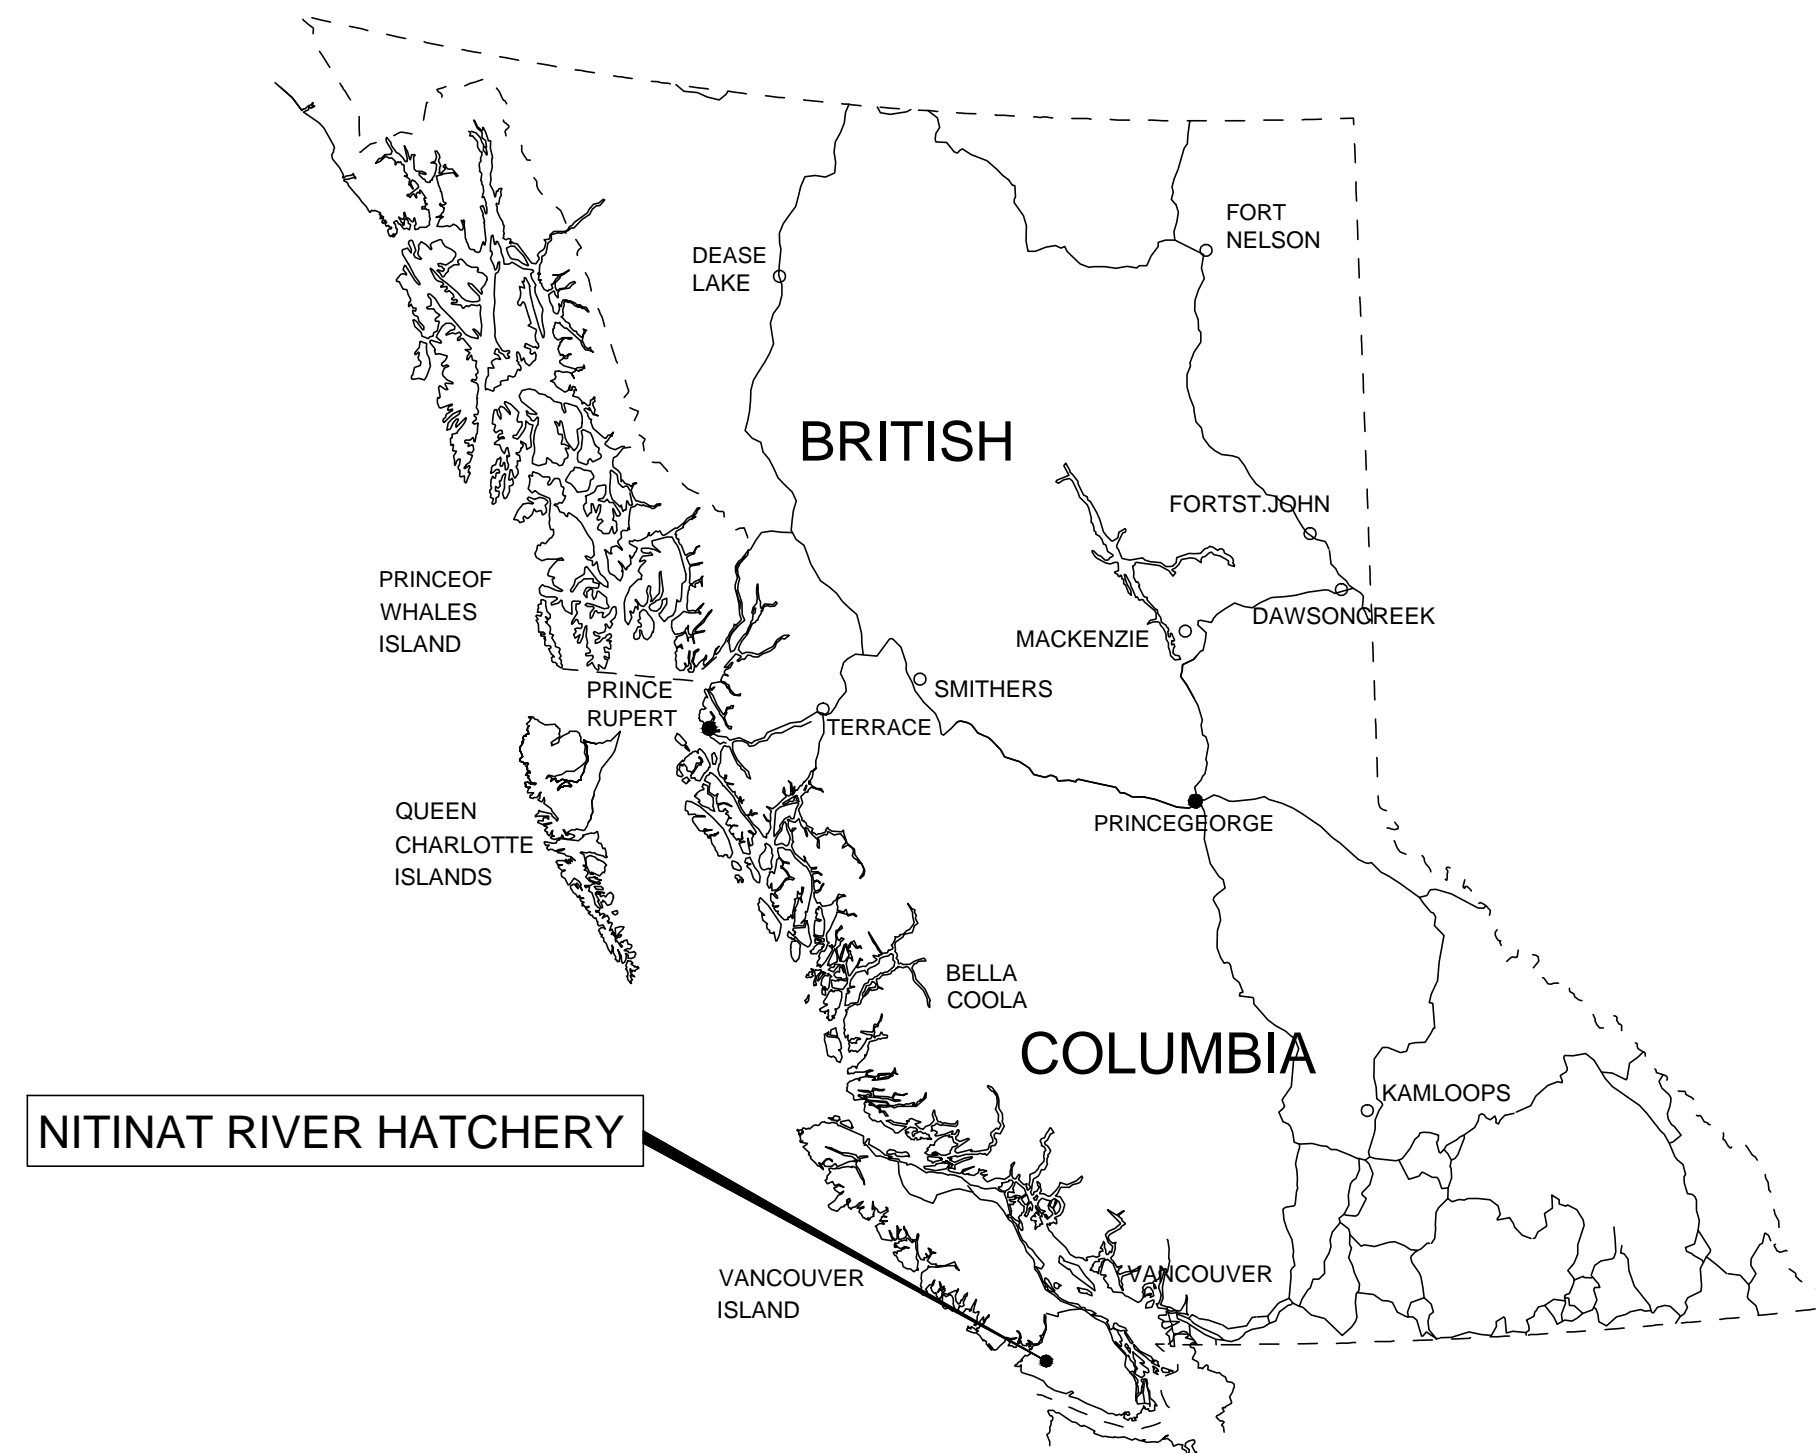 FORT
NELSON
DEASE
LAKE
BRITISH
FORTST.JOHN
PRINCEOF
WHALES
ISLAND
DAWSONCREEK
MACKENZIE
SMITHERS
PRINCE
RUPERT
TERRACE
QUEEN
CHARLOTTE
ISLANDS
PRINCEGEORGE
BELLA
COOLA
COLUMBIA
KAMLOOPS
NITINAT RIVER HATCHERY
VANCOUVER
ISLAND
VANCOUVER